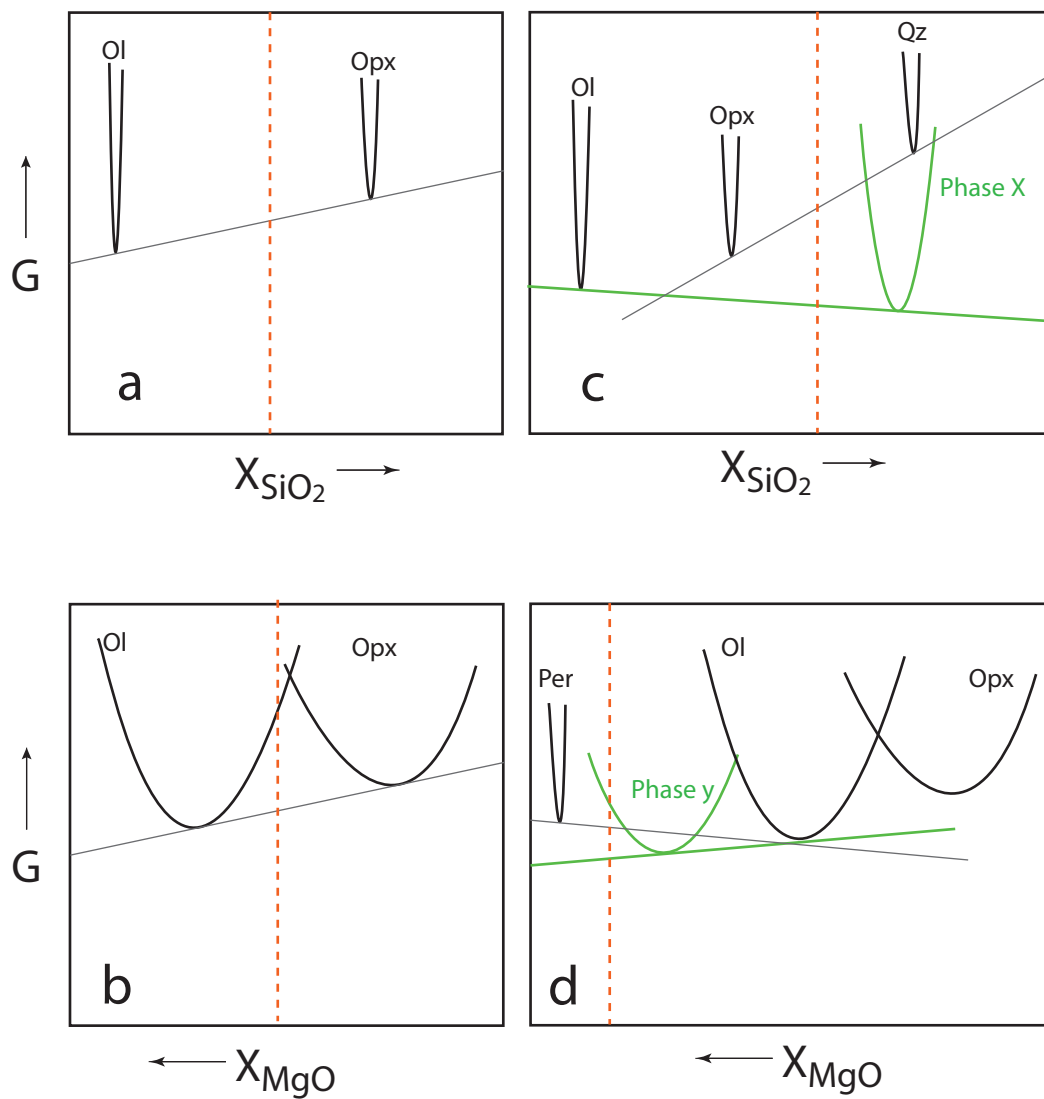 Ol
Opx
G
a
X_SiO₂
Ol
Opx
Qz
Phase X
c
X_SiO₂
Ol
Opx
G
b
X_MgO
Per
Phase y
Ol
Opx
d
X_MgO